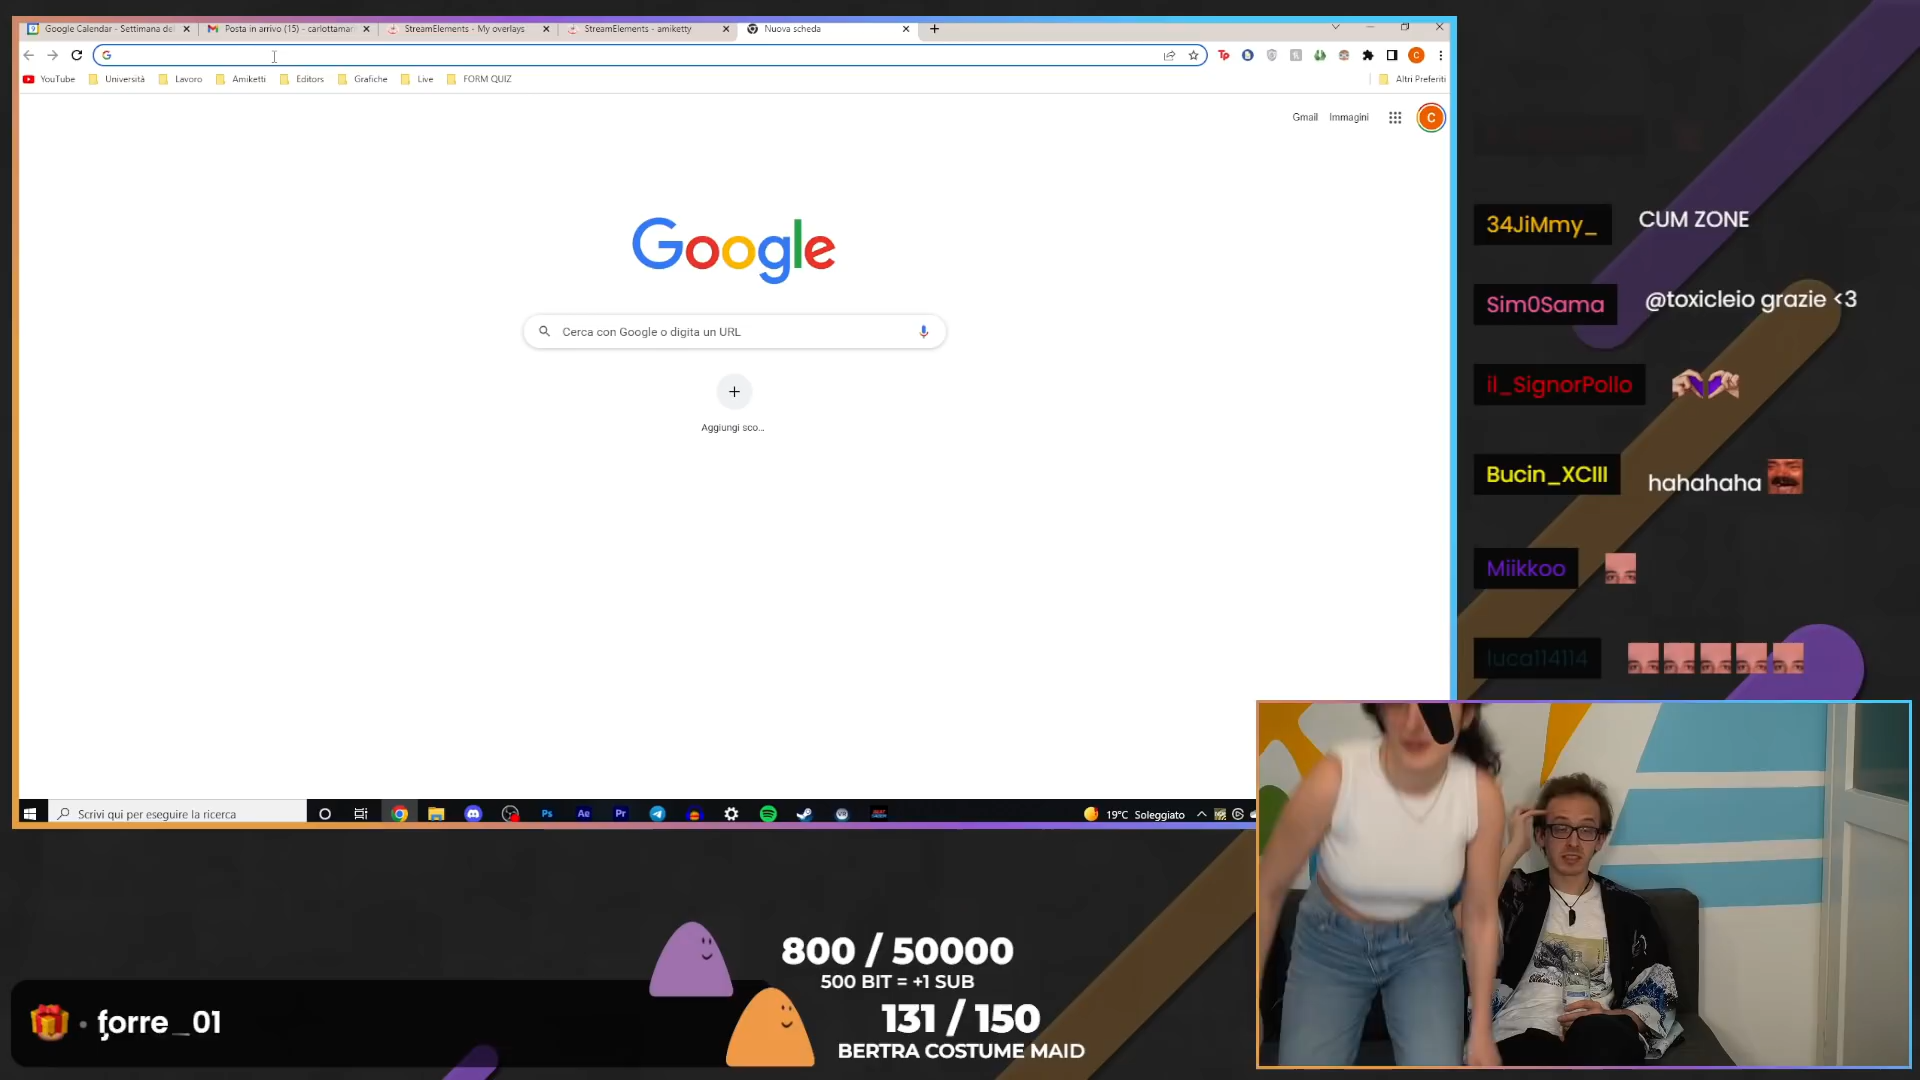 Google Calendar - Settimana del
Posta in arrivo (15) - carlottamar
StreamElements - My overlays
StreamElements - amiketty
Nuova scheda
YouTube
Università
Lavoro
Amiketti
Editors
Grafiche
Live
FORM QUIZ
Altri Preferiti
Gmail
Immagini
C
Google
Cerca con Google o digita un URL
Aggiungi sco...
34JiMmy_ CUM ZONE
Sim0Sama @toxicleio grazie <3
il_SignorPollo
Bucin_XCIII hahahaha
Miikkoo
luca114114
Scrivi qui per eseguire la ricerca
Ps
Ae
Pr
19°C Soleggiato
800 / 50000
500 BIT = +1 SUB
131 / 150
BERTRA COSTUME MAID
forre_01